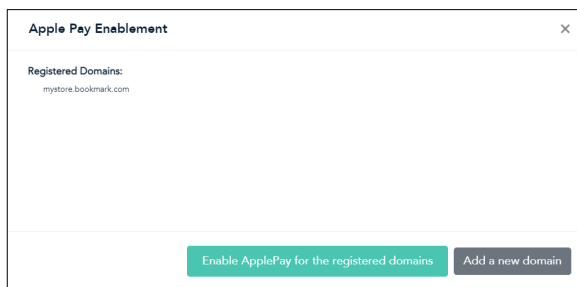 Apple Pay Enablement ×
Registered Domains:
mystore.bookmark.com
Enable ApplePay for the registered domains Add a new domain